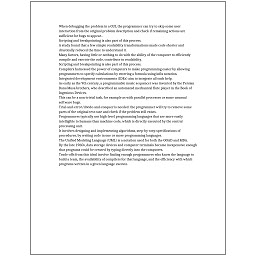 When debugging the problem in a GUI, the programmer can try to skip some user
interaction from the original problem description and check if remaining actions are
sufficient for bugs to appear.
Scripting and breakpointing is also part of this process.
A study found that a few simple readability transformations made code shorter and
drastically reduced the time to understand it.
Many factors, having little or nothing to do with the ability of the computer to efficiently
compile and execute the code, contribute to readability.
Scripting and breakpointing is also part of this process.
Compilers harnessed the power of computers to make programming easier by allowing
programmers to specify calculations by entering a formula using infix notation.
Integrated development environments (IDEs) aim to integrate all such help.
As early as the 9th century, a programmable music sequencer was invented by the Persian
Banu Musa brothers, who described an automated mechanical flute player in the Book of
Ingenious Devices.
This can be a non-trivial task, for example as with parallel processes or some unusual
software bugs.
Trial-and-error/divide-and-conquer is needed: the programmer will try to remove some
parts of the original test case and check if the problem still exists.
Programmers typically use high-level programming languages that are more easily
intelligible to humans than machine code, which is directly executed by the central
processing unit.
It involves designing and implementing algorithms, step-by-step specifications of
procedures, by writing code in one or more programming languages.
The Unified Modeling Language (UML) is a notation used for both the OOAD and MDA.
By the late 1960s, data storage devices and computer terminals became inexpensive enough
that programs could be created by typing directly into the computers.
Trade-offs from this ideal involve finding enough programmers who know the language to
build a team, the availability of compilers for that language, and the efficiency with which
programs written in a given language execute.